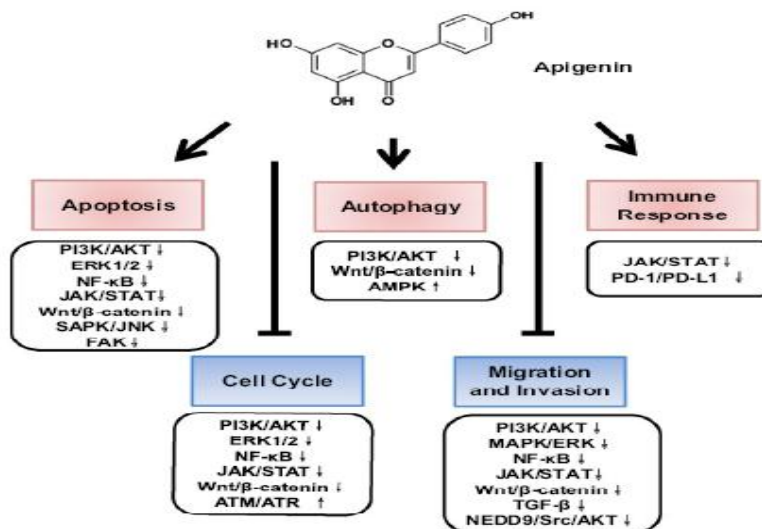 OH
HO
O
Apigenin
OH
O
Apoptosis
PI3K/AKT ↓
ERK1/2 ↓
NF-κB ↓
JAK/STAT↓
Wnt/β-catenin ↓
SAPK/JNK ↓
FAK ↓
Autophagy
PI3K/AKT ↓
Wnt/β-catenin ↓
AMPK ↑
Immune
Response
JAK/STAT↓
PD-1/PD-L1 ↓
Cell Cycle
PI3K/AKT ↓
ERK1/2 ↓
NF-κB ↓
JAK/STAT ↓
Wnt/β-catenin ↓
ATM/ATR ↑
Migration
and Invasion
PI3K/AKT ↓
MAPK/ERK ↓
NF-κB ↓
JAK/STAT↓
Wnt/β-catenin ↓
TGF-β ↓
NEDD9/Src/AKT ↓